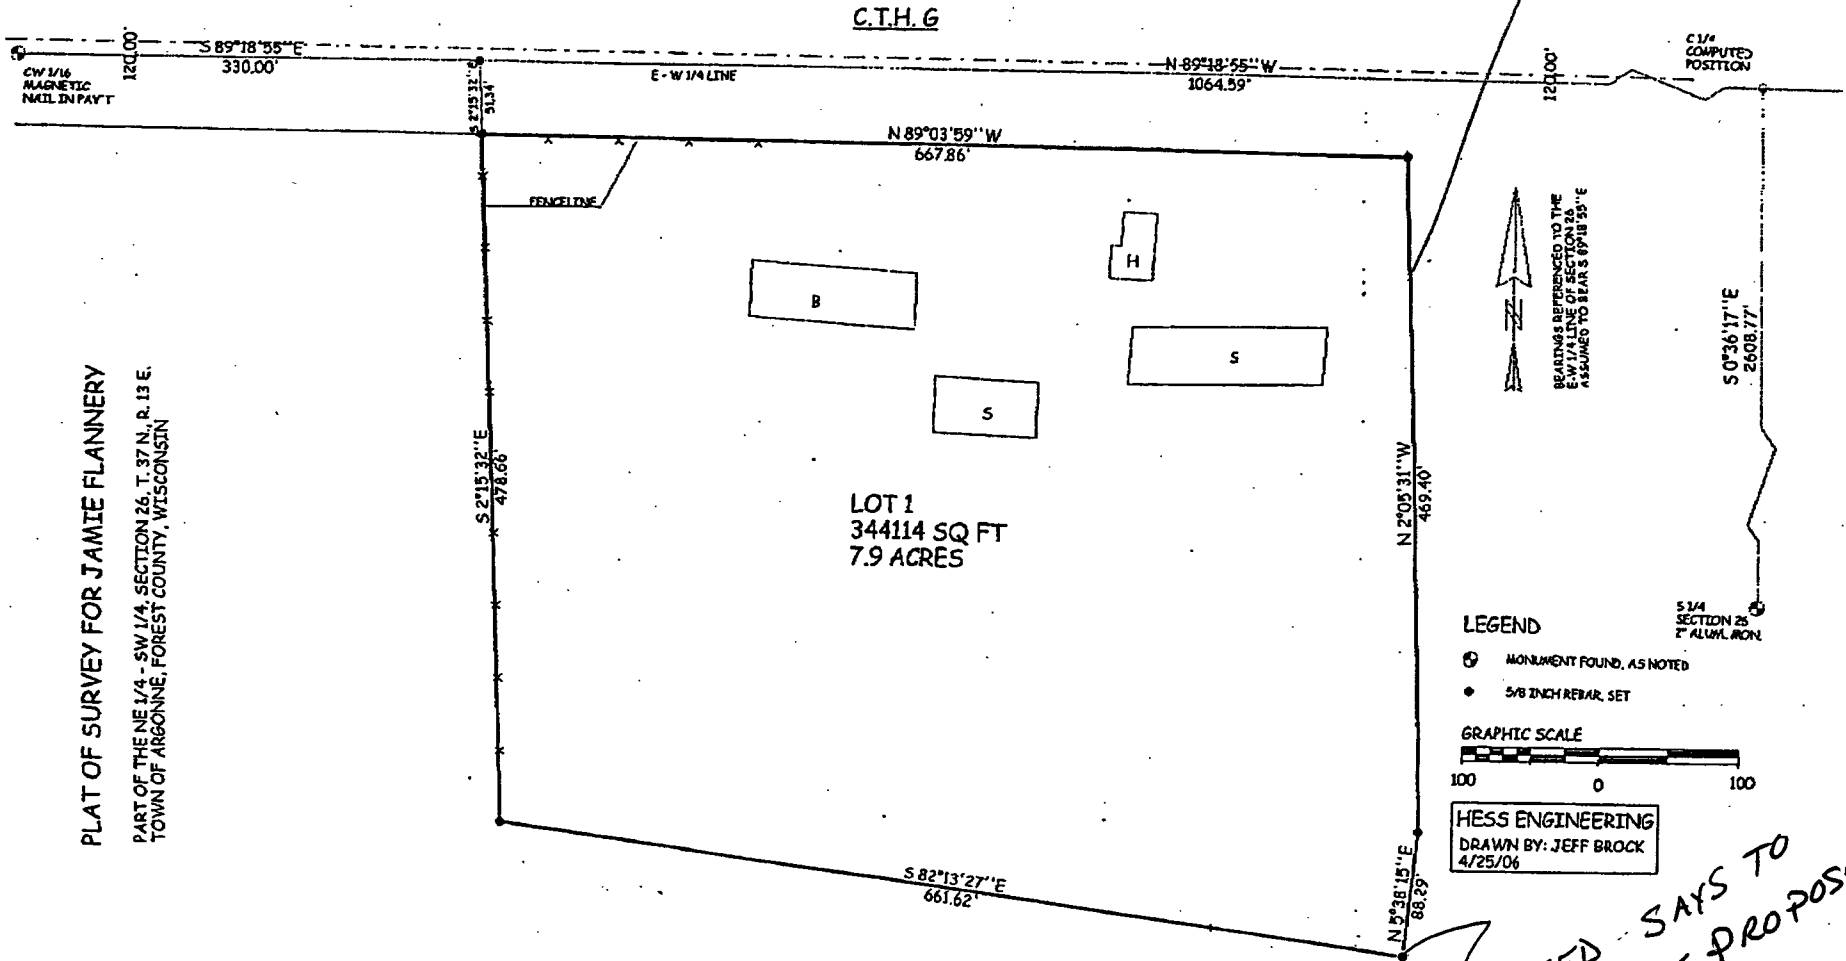 C.T.H. G
120.00'
S 89°18'55''E
330.00'
CW 1/16
MAGNETIC
NAIL IN PAV'T
S 2°15'32''E
51.34'
E - W 1/4 LINE
N 89°18'55''W
1064.59'
120.00'
C 1/4
COMPUTED
POSITION
N 89°03'59''W
667.86'
FENCELINE
H
B
S
S
BEARINGS REFERENCED TO THE
E-W 1/4 LINE OF SECTION 26
ASSUMED TO BEAR S 89°18'55''E
N
S 0°36'17''E
2608.77'
PLAT OF SURVEY FOR JAMIE FLANNERY
PART OF THE NE 1/4 - SW 1/4, SECTION 26, T. 37 N., R. 13 E.
TOWN OF ARGONNE, FOREST COUNTY, WISCONSIN
S 2°15'32''E
478.66'
N 2°05'31''W
469.40'
LOT 1
344114 SQ FT
7.9 ACRES
S 1/4
SECTION 26
2" ALUM. MON.
LEGEND
MONUMENT FOUND, AS NOTED
5/8 INCH REBAR, SET
GRAPHIC SCALE
100 0 100
HESS ENGINEERING
DRAWN BY: JEFF BROCK
4/25/06
S 82°13'27''E
661.62'
N 5°38'15''E
88.29'
SAYS TO
PROPOS